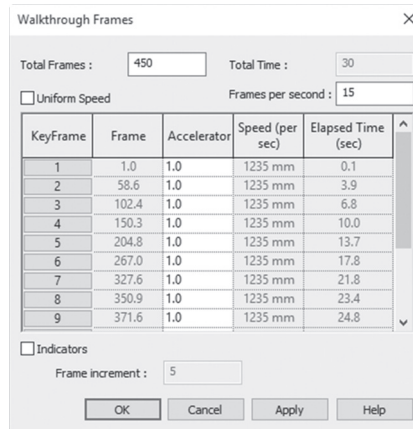 Walkthrough Frames
Total Frames : 450 Total Time : 30
Uniform Speed Frames per second : 15
KeyFrame Frame Accelerator Speed (per sec) Elapsed Time (sec)
1 1.0 1.0 1235 mm 0.1
2 58.6 1.0 1235 mm 3.9
3 102.4 1.0 1235 mm 6.8
4 150.3 1.0 1235 mm 10.0
5 204.8 1.0 1235 mm 13.7
6 267.0 1.0 1235 mm 17.8
7 327.6 1.0 1235 mm 21.8
8 350.9 1.0 1235 mm 23.4
9 371.6 1.0 1235 mm 24.8
Indicators
Frame increment : 5
OK Cancel Apply Help